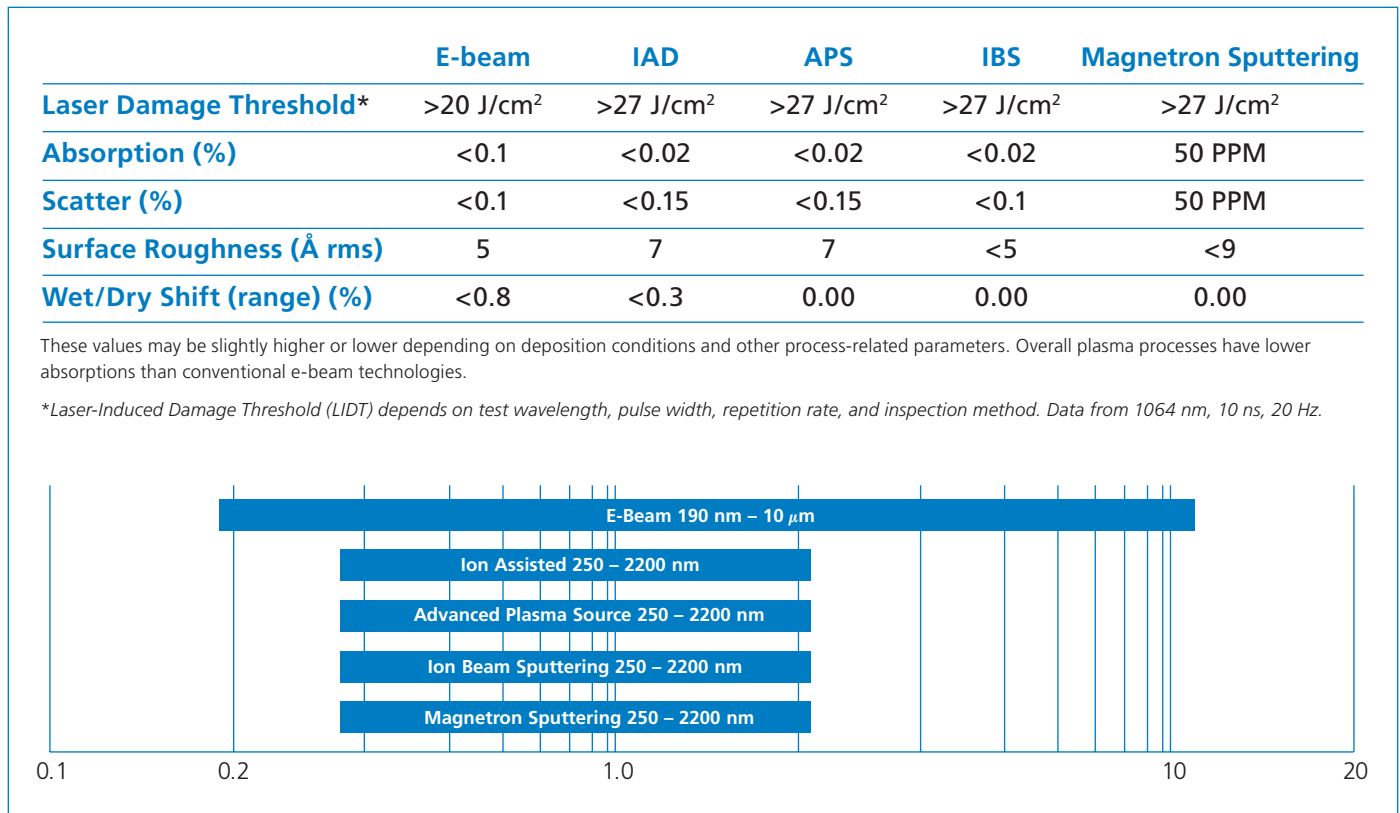 E-beam IAD APS IBS Magnetron Sputtering
Laser Damage Threshold* >20 J/cm² >27 J/cm² >27 J/cm² >27 J/cm² >27 J/cm²
Absorption (%) <0.1 <0.02 <0.02 <0.02 50 PPM
Scatter (%) <0.1 <0.15 <0.15 <0.1 50 PPM
Surface Roughness (Å rms) 5 7 7 <5 <9
Wet/Dry Shift (range) (%) <0.8 <0.3 0.00 0.00 0.00
These values may be slightly higher or lower depending on deposition conditions and other process-related parameters. Overall plasma processes have lower
absorptions than conventional e-beam technologies.
*Laser-Induced Damage Threshold (LIDT) depends on test wavelength, pulse width, repetition rate, and inspection method. Data from 1064 nm, 10 ns, 20 Hz.
E-Beam 190 nm – 10 μm
Ion Assisted 250 – 2200 nm
Advanced Plasma Source 250 – 2200 nm
Ion Beam Sputtering 250 – 2200 nm
Magnetron Sputtering 250 – 2200 nm
0.1 0.2 1.0 10 20